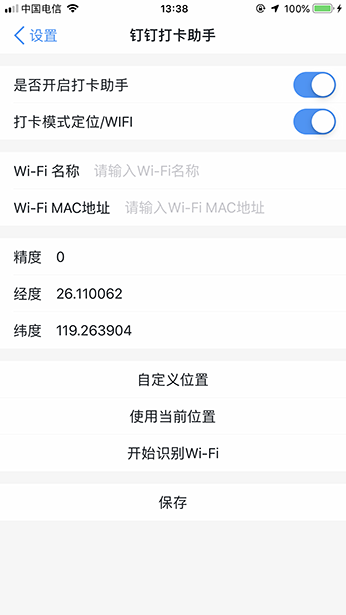 中国电信 13:38 100%
设置 钉钉打卡助手
是否开启打卡助手
打卡模式定位/WIFI
Wi-Fi 名称 请输入Wi-Fi名称
Wi-Fi MAC地址 请输入Wi-Fi MAC地址
精度 0
经度 26.110062
纬度 119.263904
自定义位置
使用当前位置
开始识别Wi-Fi
保存